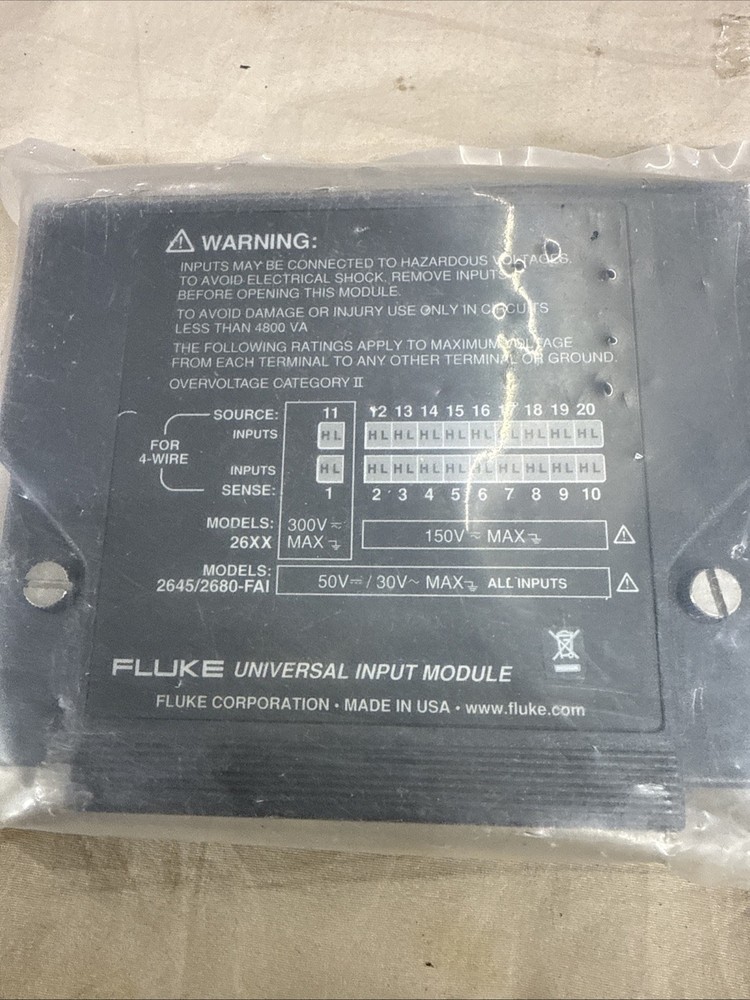 WARNING:
INPUTS MAY BE CONNECTED TO HAZARDOUS VOLTAGES.
TO AVOID ELECTRICAL SHOCK, REMOVE INPUTS
BEFORE OPENING THIS MODULE.
TO AVOID DAMAGE OR INJURY USE ONLY IN CIRCUITS
LESS THAN 4800 VA
THE FOLLOWING RATINGS APPLY TO MAXIMUM VOLTAGE
FROM EACH TERMINAL TO ANY OTHER TERMINAL OR GROUND.
OVERVOLTAGE CATEGORY II
SOURCE: 11 12 13 14 15 16 17 18 19 20
INPUTS HL HL HL HL HL HL HL HL HL HL
FOR
4-WIRE
INPUTS HL HL HL HL HL HL HL HL HL HL
SENSE: 1 2 3 4 5 6 7 8 9 10
MODELS: 300V ⎓
26XX MAX ⏚ 150V ⎓ MAX ⏚
MODELS:
2645/2680-FAI 50V⎓ / 30V~ MAX ⏚ ALL INPUTS
FLUKE UNIVERSAL INPUT MODULE
FLUKE CORPORATION • MADE IN USA • www.fluke.com